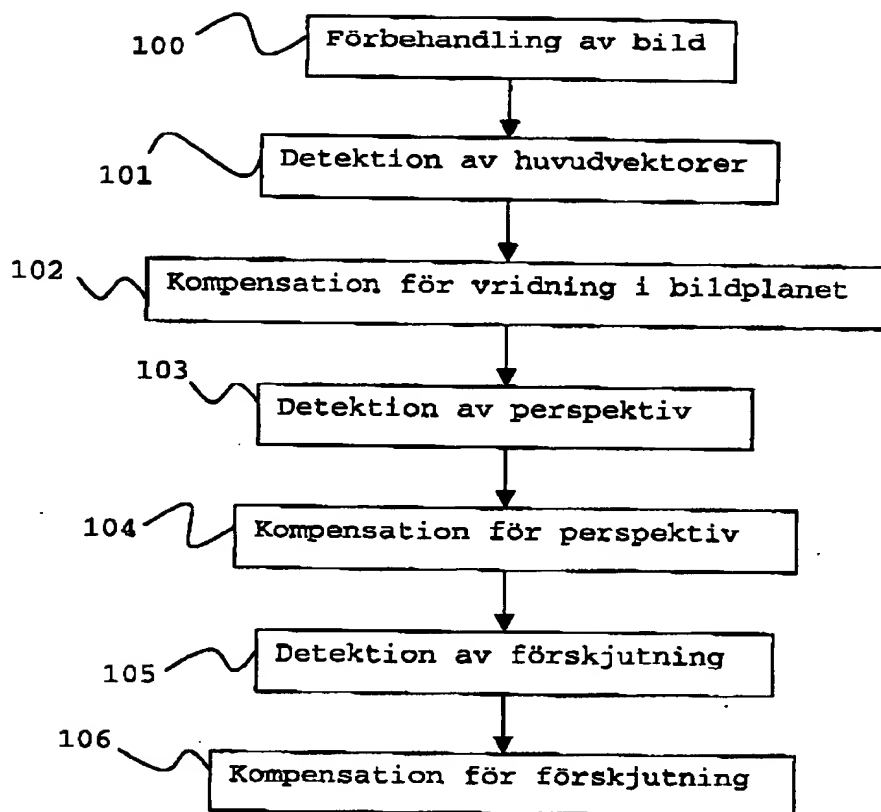 100 Förbehandling av bild
101 Detektion av huvudvektorer
102 Kompensation för vridning i bildplanet
103 Detektion av perspektiv
104 Kompensation för perspektiv
105 Detektion av förskjutning
106 Kompensation för förskjutning